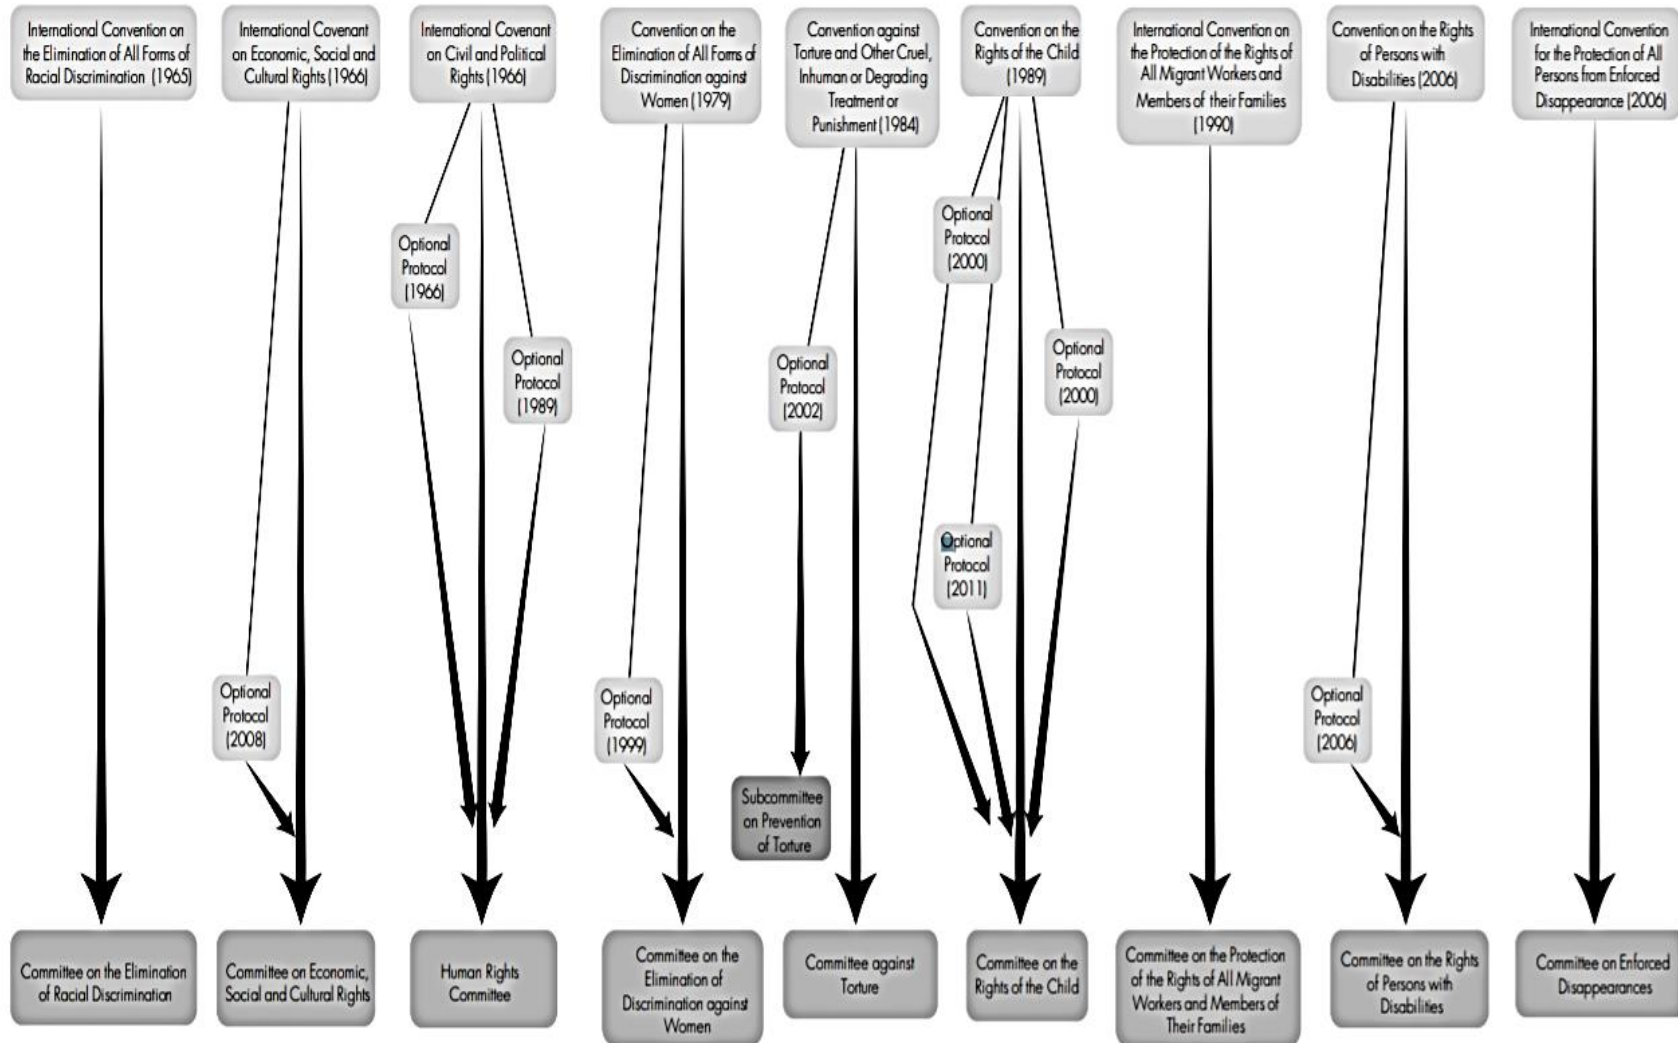 International Convention on
the Elimination of All Forms of
Racial Discrimination (1965)
International Covenant
on Economic, Social and
Cultural Rights (1966)
International Covenant
on Civil and Political
Rights (1966)
Convention on the
Elimination of All Forms of
Discrimination against
Women (1979)
Convention against
Torture and Other Cruel,
Inhuman or Degrading
Treatment or
Punishment (1984)
Convention on the
Rights of the Child
(1989)
International Convention on
the Protection of the Rights of
All Migrant Workers and
Members of their Families
(1990)
Convention on the Rights
of Persons with
Disabilities (2006)
International Convention
for the Protection of All
Persons from Enforced
Disappearance (2006)
Optional
Protocol
(2000)
Optional
Protocol
(1966)
Optional
Protocol
(1989)
Optional
Protocol
(2002)
Optional
Protocol
(2000)
Optional
Protocol
(2011)
Optional
Protocol
(2008)
Optional
Protocol
(1999)
Optional
Protocol
(2006)
Subcommittee
on Prevention
of Torture
Committee on the Elimination
of Racial Discrimination
Committee on Economic,
Social and Cultural Rights
Human Rights
Committee
Committee on the
Elimination of
Discrimination against
Women
Committee against
Torture
Committee on the
Rights of the Child
Committee on the Protection
of the Rights of All Migrant
Workers and Members of
Their Families
Committee on the Rights
of Persons with
Disabilities
Committee on Enforced
Disappearances